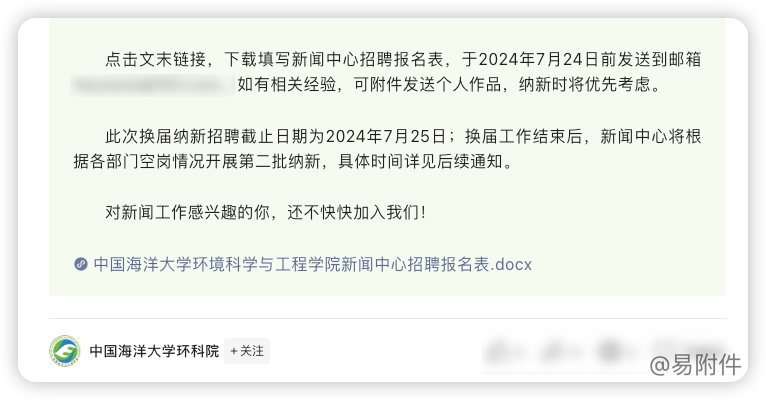 点击文末链接，下载填写新闻中心招聘报名表，于2024年7月24日前发送到邮箱
如有相关经验，可附件发送个人作品，纳新时将优先考虑。
此次换届纳新招聘截止日期为2024年7月25日；换届工作结束后，新闻中心将根
据各部门空岗情况开展第二批纳新，具体时间详见后续通知。
对新闻工作感兴趣的你，还不快快加入我们！
中国海洋大学环境科学与工程学院新闻中心招聘报名表.docx
中国海洋大学环科院 +关注
@易附件